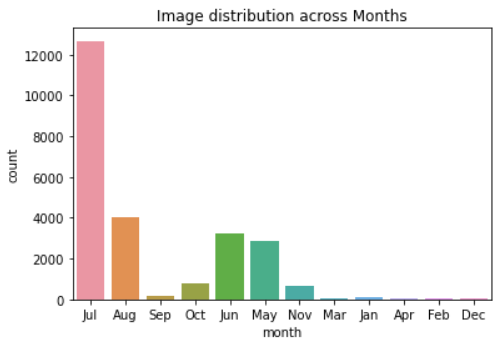 Image distribution across Months
count
12000
10000
8000
6000
4000
2000
0
Jul Aug Sep Oct Jun May Nov Mar Jan Apr Feb Dec
month